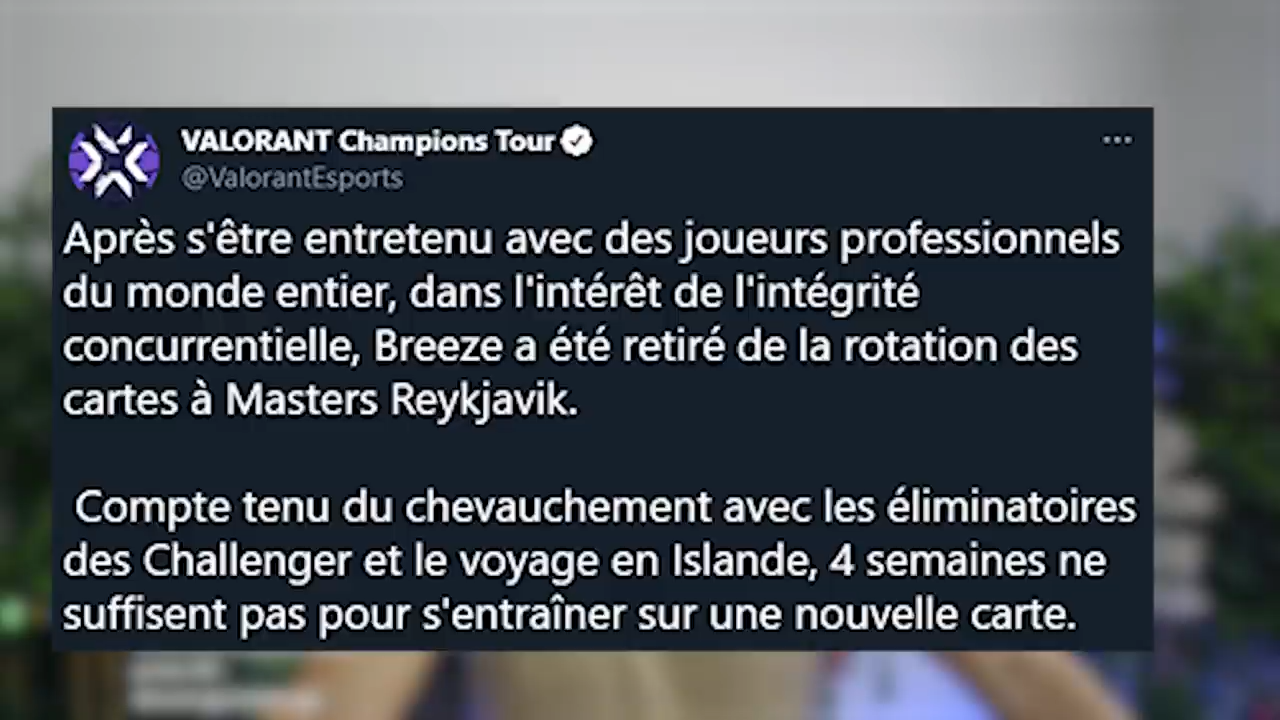 VALORANT Champions Tour
@ValorantEsports
Après s'être entretenu avec des joueurs professionnels
du monde entier, dans l'intérêt de l'intégrité
concurrentielle, Breeze a été retiré de la rotation des
cartes à Masters Reykjavik.
Compte tenu du chevauchement avec les éliminatoires
des Challenger et le voyage en Islande, 4 semaines ne
suffisent pas pour s'entraîner sur une nouvelle carte.